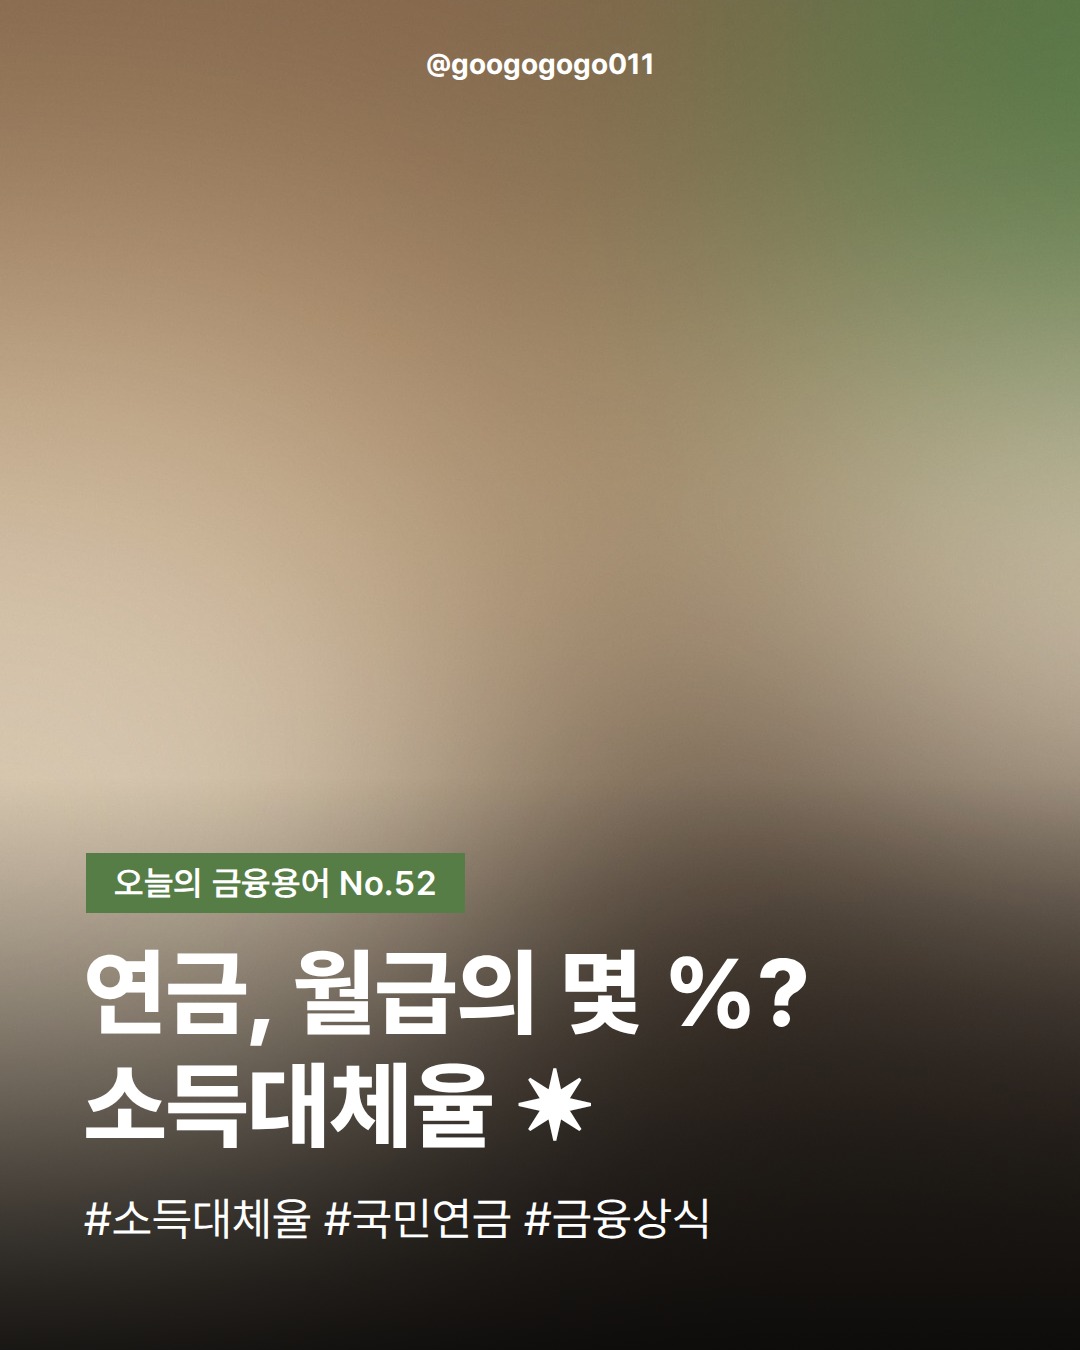 @googogogo011
오늘의 금융용어 No.52
연금, 월급의 몇 %?
소득대체율 ✷
#소득대체율 #국민연금 #금융상식